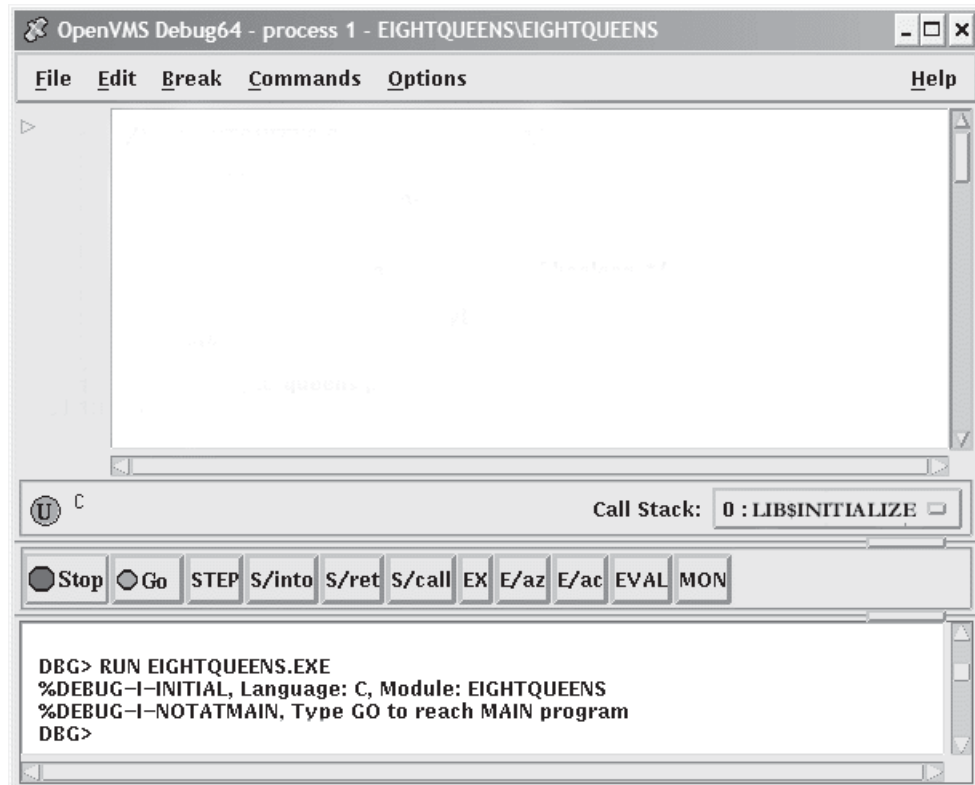 OpenVMS Debug64 - process 1 - EIGHTQUEENS\EIGHTQUEENS
File Edit Break Commands Options Help
U C Call Stack: 0 : LIB$INITIALIZE
Stop Go STEP S/into S/ret S/call EX E/az E/ac EVAL MON
DBG> RUN EIGHTQUEENS.EXE
%DEBUG-I-INITIAL, Language: C, Module: EIGHTQUEENS
%DEBUG-I-NOTATMAIN, Type GO to reach MAIN program
DBG>